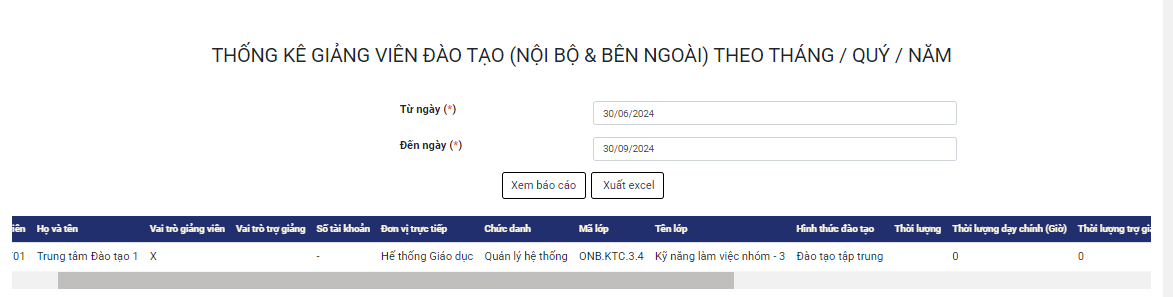 THỐNG KÊ GIẢNG VIÊN ĐÀO TẠO (NỘI BỘ & BÊN NGOÀI) THEO THÁNG / QUÝ / NĂM
Từ ngày (*) 30/06/2024
Đến ngày (*) 30/09/2024
Xem báo cáo Xuất excel
Họ và tên Vai trò giảng viên Vai trò trợ giảng Số tài khoản Đơn vị trực tiếp Chức danh Mã lớp Tên lớp Hình thức đào tạo Thời lượng Thời lượng dạy chính (Giờ) Thời lượng trợ
01 Trung tâm Đào tạo 1 X - Hế thống Giáo dục Quản lý hệ thống ONB.KTC.3.4 Kỹ năng làm việc nhóm - 3 Đào tạo tập trung 0 0